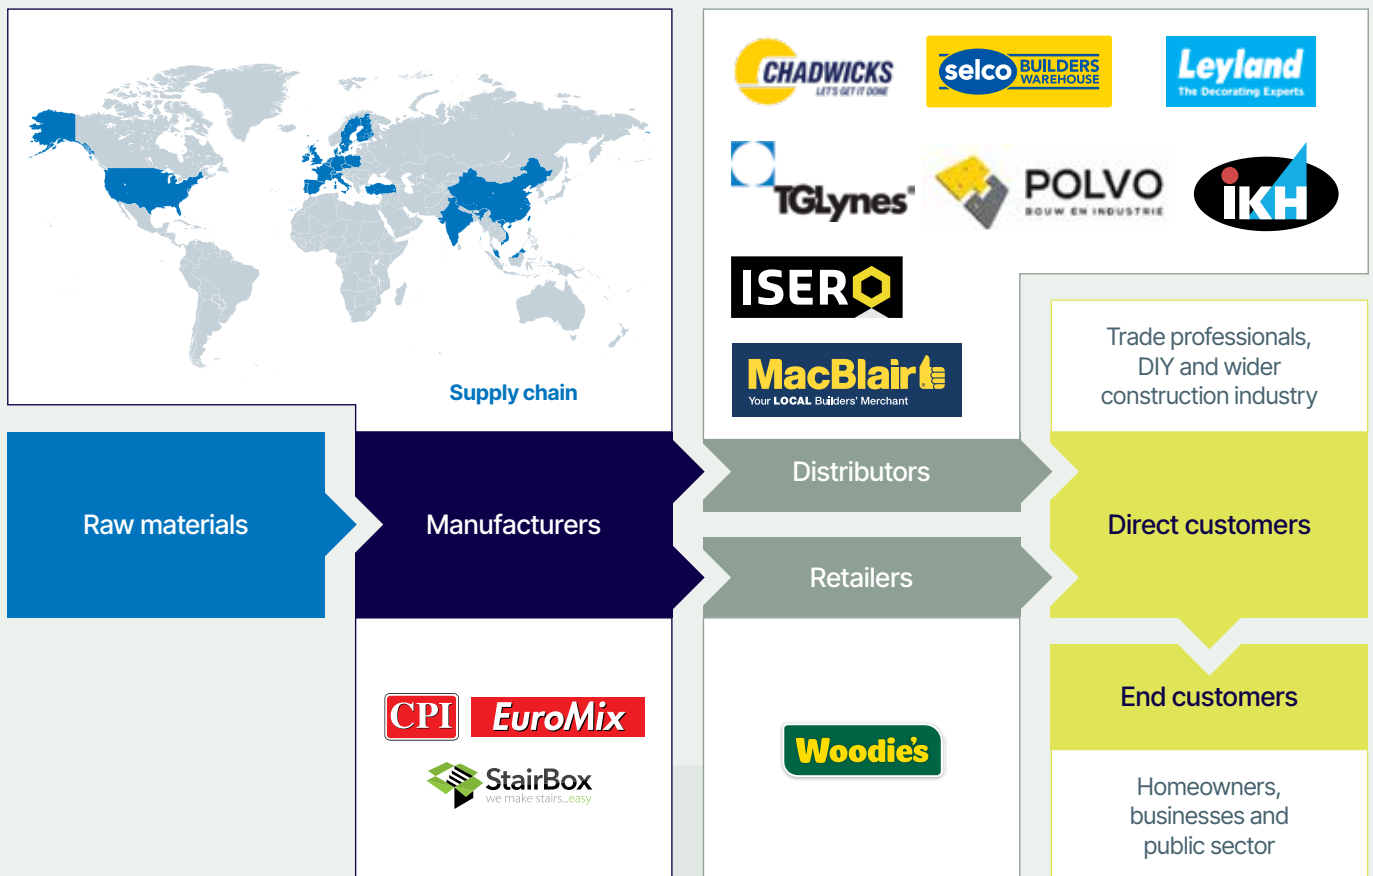 CHADWICKS
LET'S GET IT DONE
selco BUILDERS
WAREHOUSE
Leyland
The Decorating Experts
TGLynes
POLVO
BOUW EN INDUSTRIE
iKH
ISERO
MacBlair
Your LOCAL Builders' Merchant
Supply chain
Trade professionals,
DIY and wider
construction industry
Raw materials
Manufacturers
Distributors
Retailers
Direct customers
End customers
CPI
EuroMix
StairBox
we make stairs...easy
Woodie's
Homeowners,
businesses and
public sector